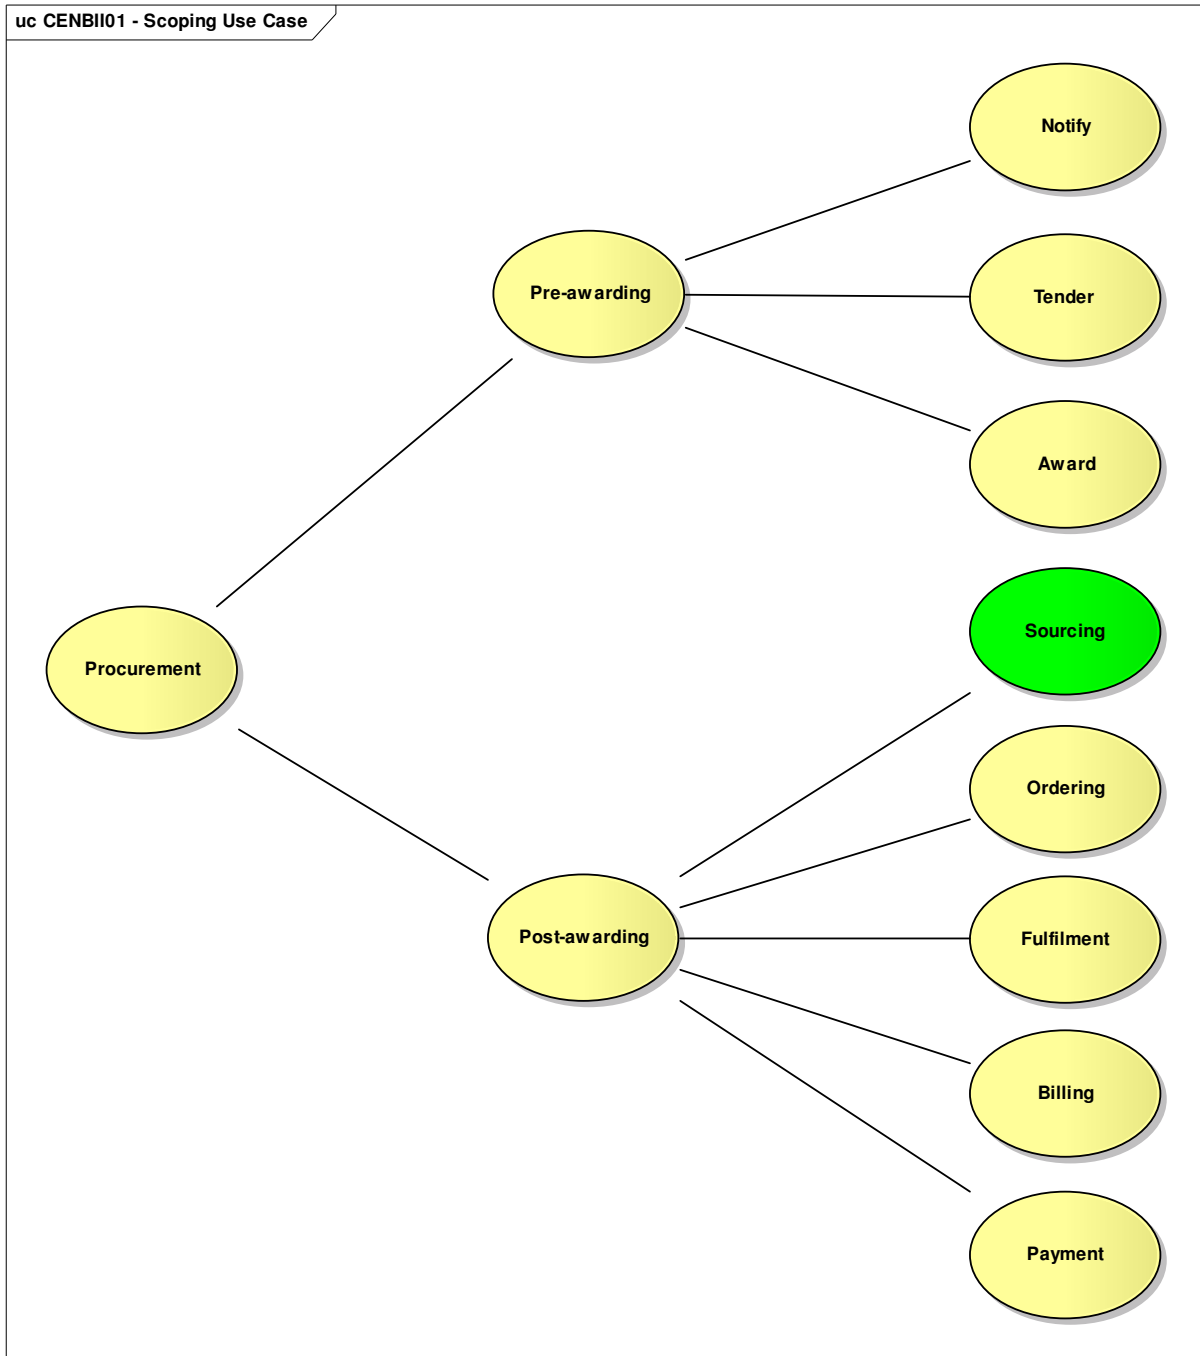 uc CENBII01 - Scoping Use Case
Notify
Pre-awarding
Tender
Award
Sourcing
Procurement
Ordering
Post-awarding
Fulfilment
Billing
Payment